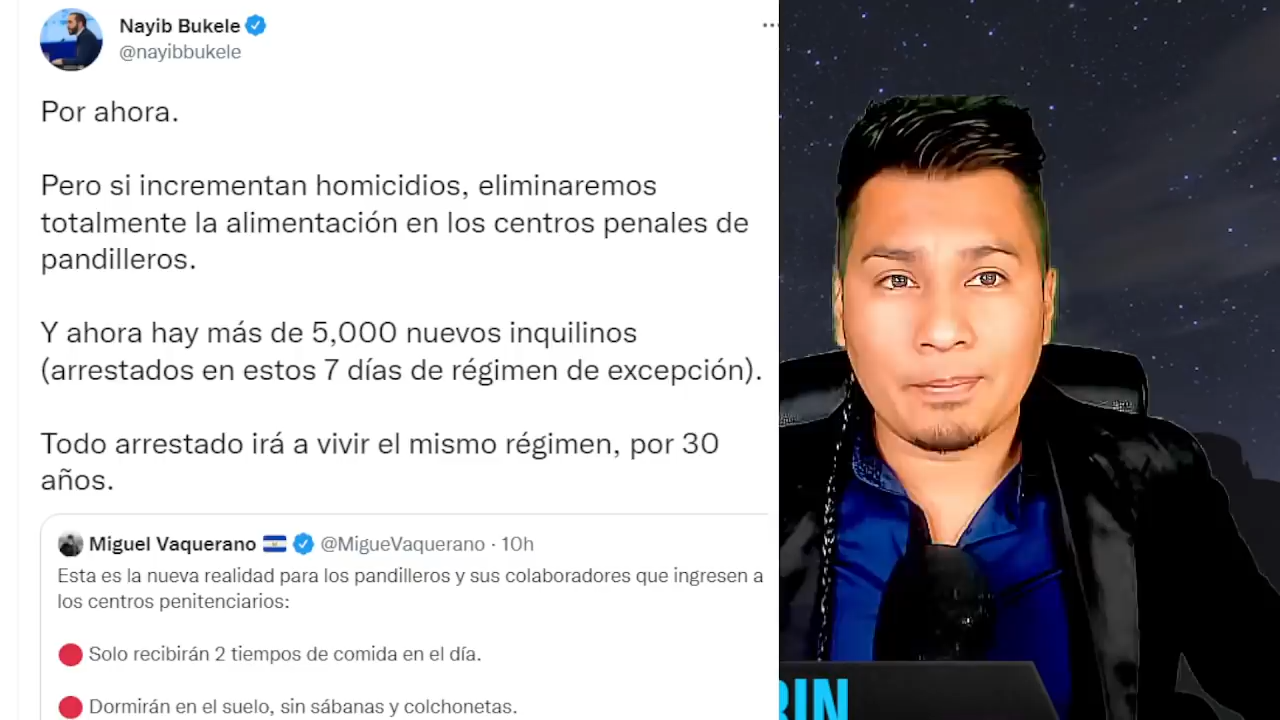 Nayib Bukele
@nayibbukele
Por ahora.
Pero si incrementan homicidios, eliminaremos
totalmente la alimentación en los centros penales de
pandilleros.
Y ahora hay más de 5,000 nuevos inquilinos
(arrestados en estos 7 días de régimen de excepción).
Todo arrestado irá a vivir el mismo régimen, por 30
años.
Miguel Vaquerano @MigueVaquerano · 10h
Esta es la nueva realidad para los pandilleros y sus colaboradores que ingresen a
los centros penitenciarios:
Solo recibirán 2 tiempos de comida en el día.
Dormirán en el suelo, sin sábanas y colchonetas.